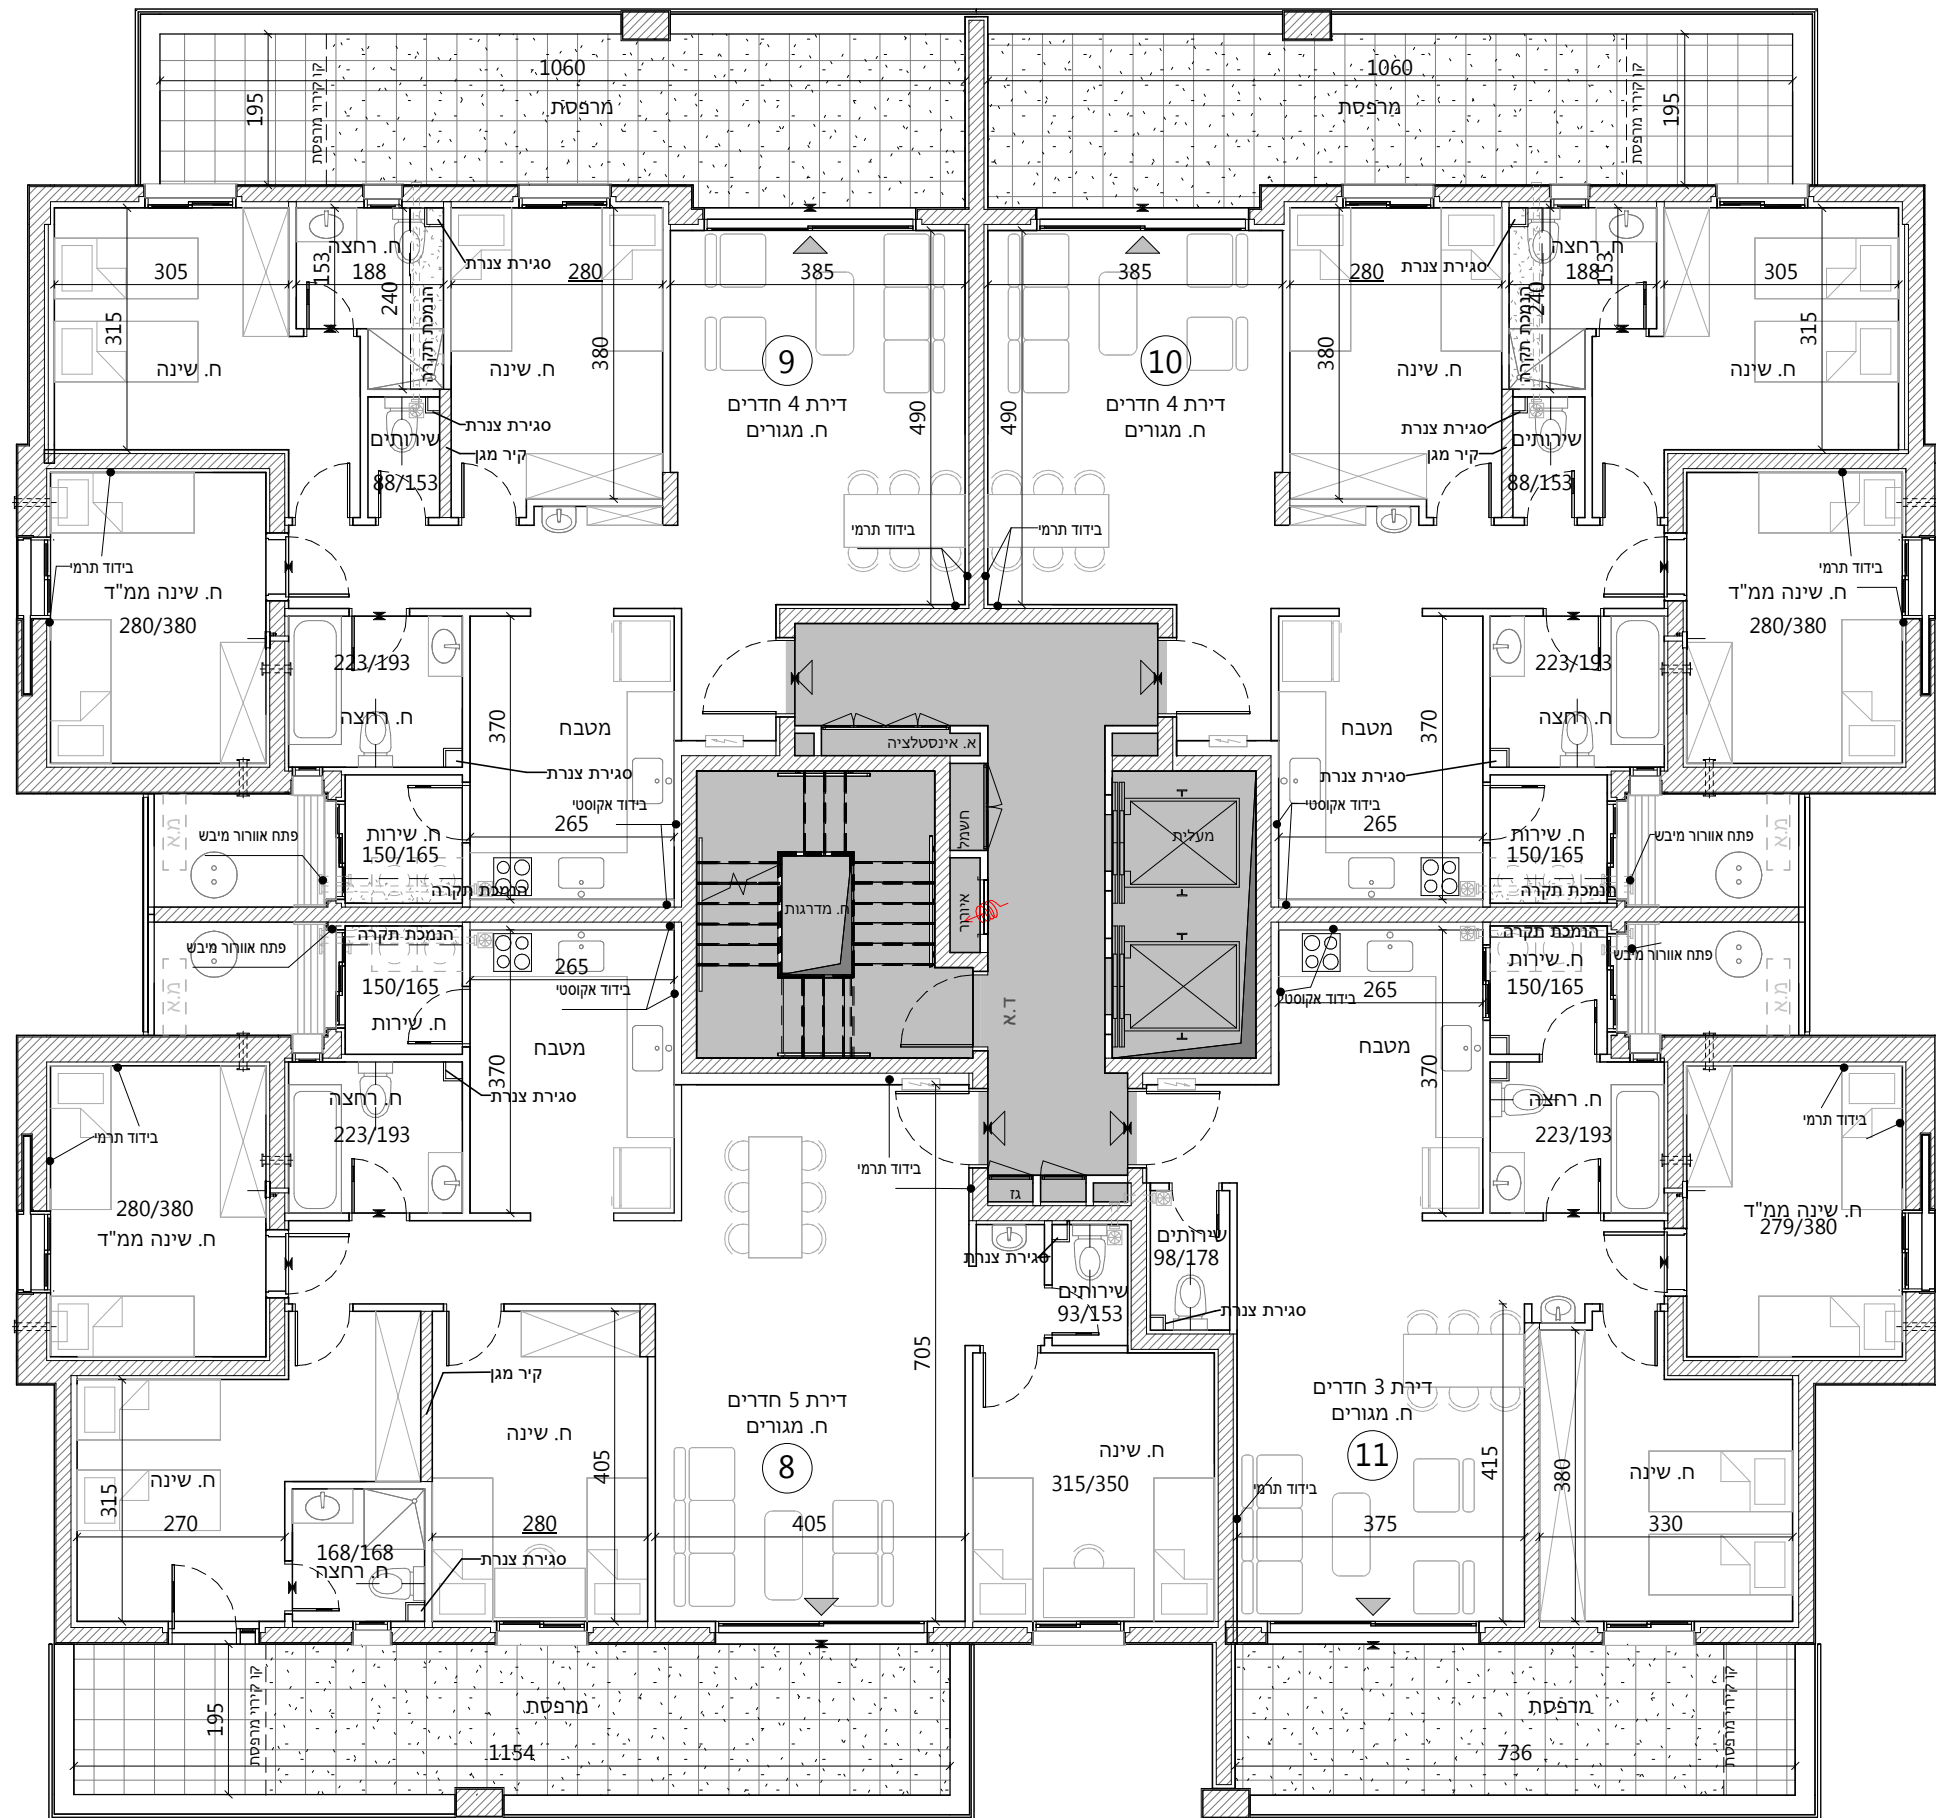 1060
1060
מרפסת
מרפסת
195
קו קירוי מרפסת
קו קירוי מרפסת
195
ח. רחצה
188
153
240
הנמכת תקרה
סגירת צנרת
305
315
280
380
385
490
ח. שינה
ח. שינה
9
דירת 4 חדרים
ח. מגורים
סגירת צנרת
שירותים
קיר מגן
88/153
בידוד תרמי
385
490
10
דירת 4 חדרים
ח. מגורים
280
380
ח. שינה
סגירת צנרת
ח. רחצה
188
153
240
הנמכת תקרה
305
315
ח. שינה
סגירת צנרת
שירותים
קיר מגן
88/153
בידוד תרמי
בידוד תרמי
ח. שינה ממ"ד
280/380
223/193
ח. רחצה
370
מטבח
סגירת צנרת
בידוד אקוסטי
265
ח. שירות
150/165
הנמכת תקרה
פתח אוורור מיבש
מ.א
בידוד תרמי
ח. שינה ממ"ד
280/380
223/193
ח. רחצה
370
מטבח
סגירת צנרת
בידוד אקוסטי
265
ח. שירות
150/165
הנמכת תקרה
פתח אוורור מיבש
מ.א
א. אינסטלציה
חשמל
מעלית
איוורור
ח. מדרגות
ד.א
גז
הנמכת תקרה
פתח אוורור מיבש
מ.א
150/165
ח. שירות
265
בידוד אקוסטי
370
מטבח
ח. רחצה
סגירת צנרת
223/193
בידוד תרמי
280/380
ח. שינה ממ"ד
בידוד תרמי
הנמכת תקרה
ח. שירות
150/165
פתח אוורור מיבש
מ.א
265
בידוד אקוסטי
מטבח
370
ח. רחצה
223/193
בידוד תרמי
ח. שינה ממ"ד
279/380
סגירת צנרת
שירותים
93/153
שירותים
98/178
סגירת צנרת
705
קיר מגן
דירת 5 חדרים
ח. מגורים
8
405
ח. שינה
405
280
ח. שינה
315
270
168/168
ח. רחצה
סגירת צנרת
ח. שינה
315/350
דירת 3 חדרים
ח. מגורים
11
415
בידוד תרמי
375
380
ח. שינה
330
195
קו קירוי מרפסת
מרפסת
1154
מרפסת
736
קו קירוי מרפסת